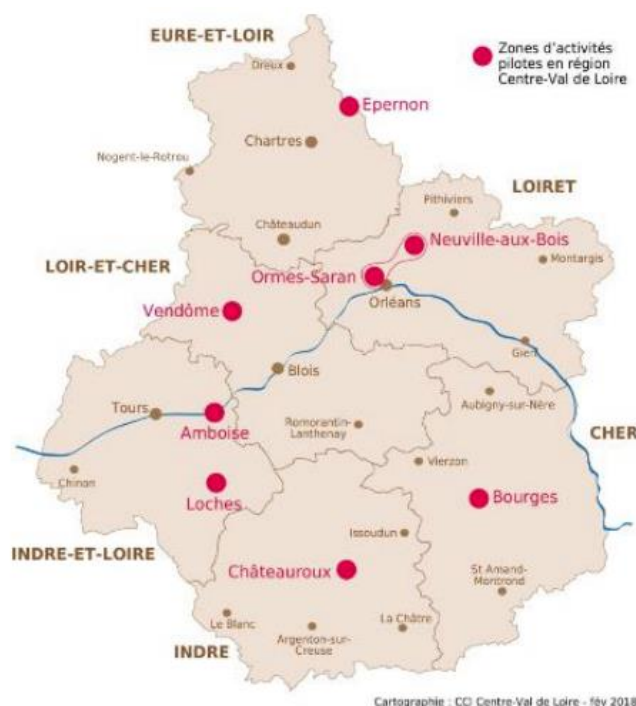 EURE-ET-LOIR
Zones d'activités
pilotes en région
Centre-Val de Loire
Dreux
Epernon
Chartres
Nogent-le-Rotrou
LOIRET
Pithiviers
Châteaudun
Neuville-aux-Bois
Montargis
LOIR-ET-CHER
Ormes-Saran
Orléans
Vendôme
Gien
Blois
Aubigny-sur-Nère
Tours
Amboise
Romorantin-
Lanthenay
CHER
Vierzon
Chinon
Loches
Bourges
Issoudun
INDRE-ET-LOIRE
Châteauroux
St Amand-
Montrond
Le Blanc
La Châtre
Argenton-sur-
Creuse
INDRE
Cartographie : CCI Centre-Val de Loire - fév 2018